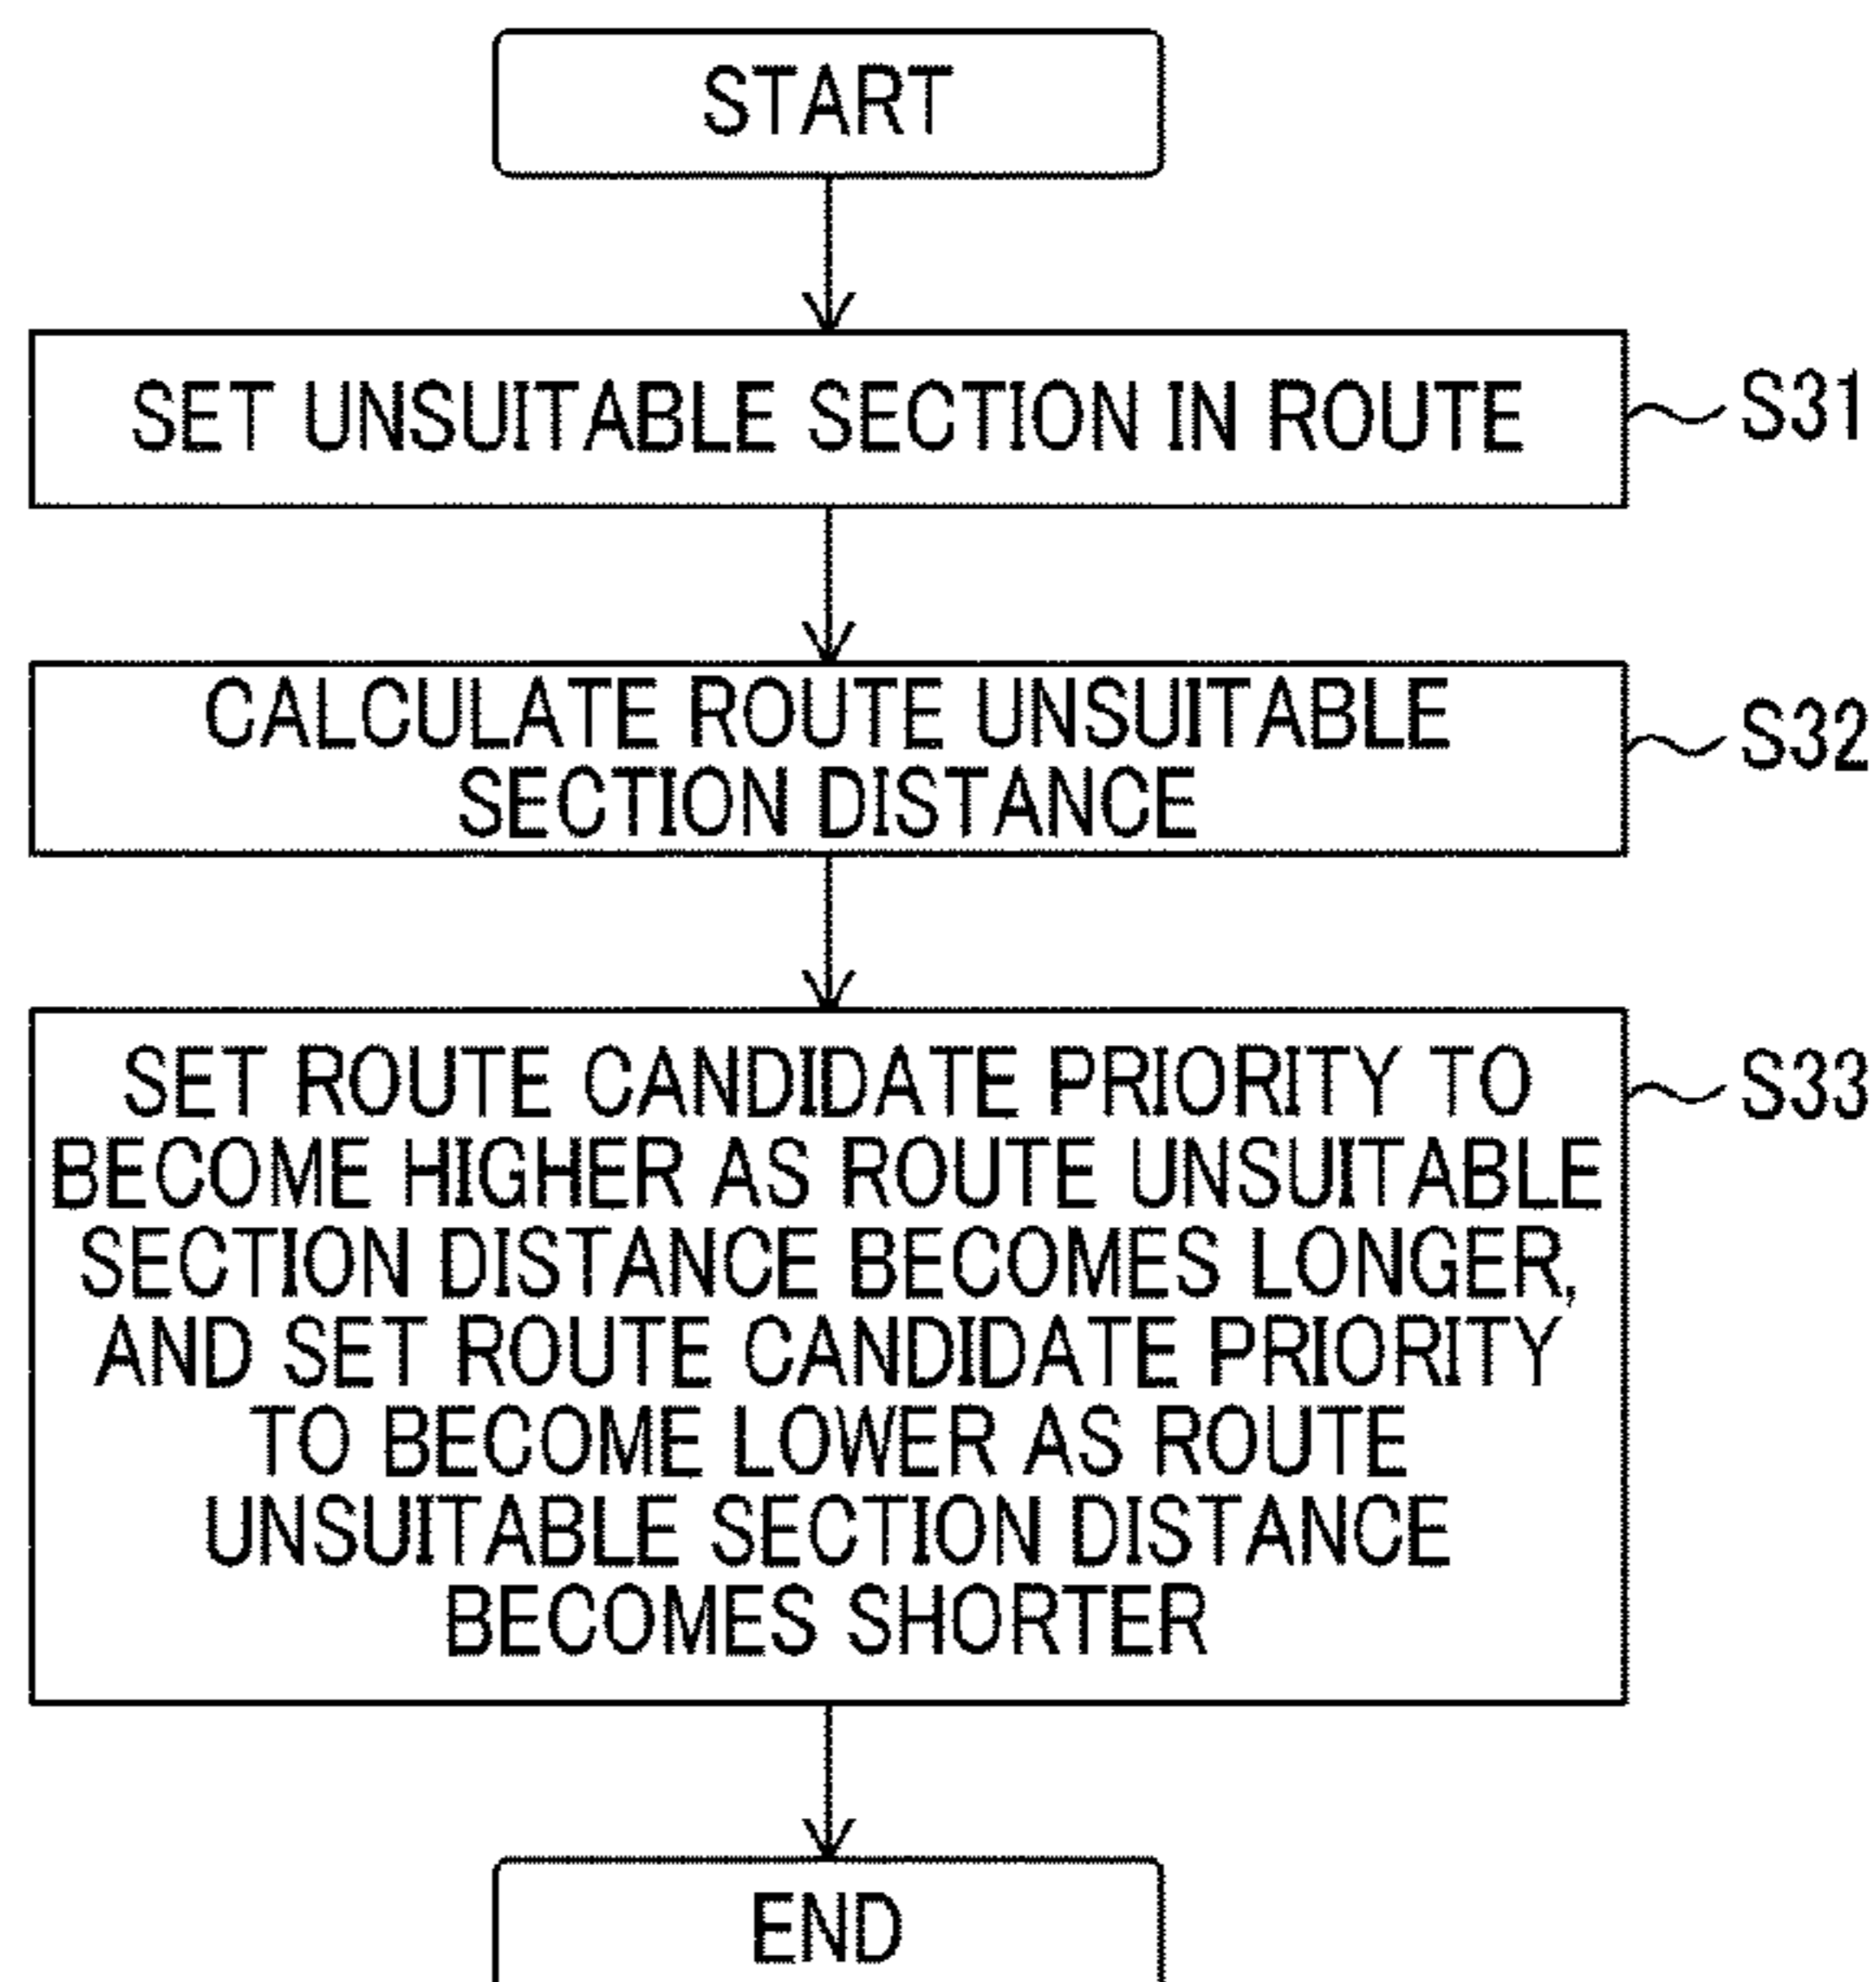 START
SET UNSUITABLE SECTION IN ROUTE
S31
CALCULATE ROUTE UNSUITABLE
SECTION DISTANCE
S32
SET ROUTE CANDIDATE PRIORITY TO
BECOME HIGHER AS ROUTE UNSUITABLE
SECTION DISTANCE BECOMES LONGER,
AND SET ROUTE CANDIDATE PRIORITY
TO BECOME LOWER AS ROUTE
UNSUITABLE SECTION DISTANCE
BECOMES SHORTER
S33
END